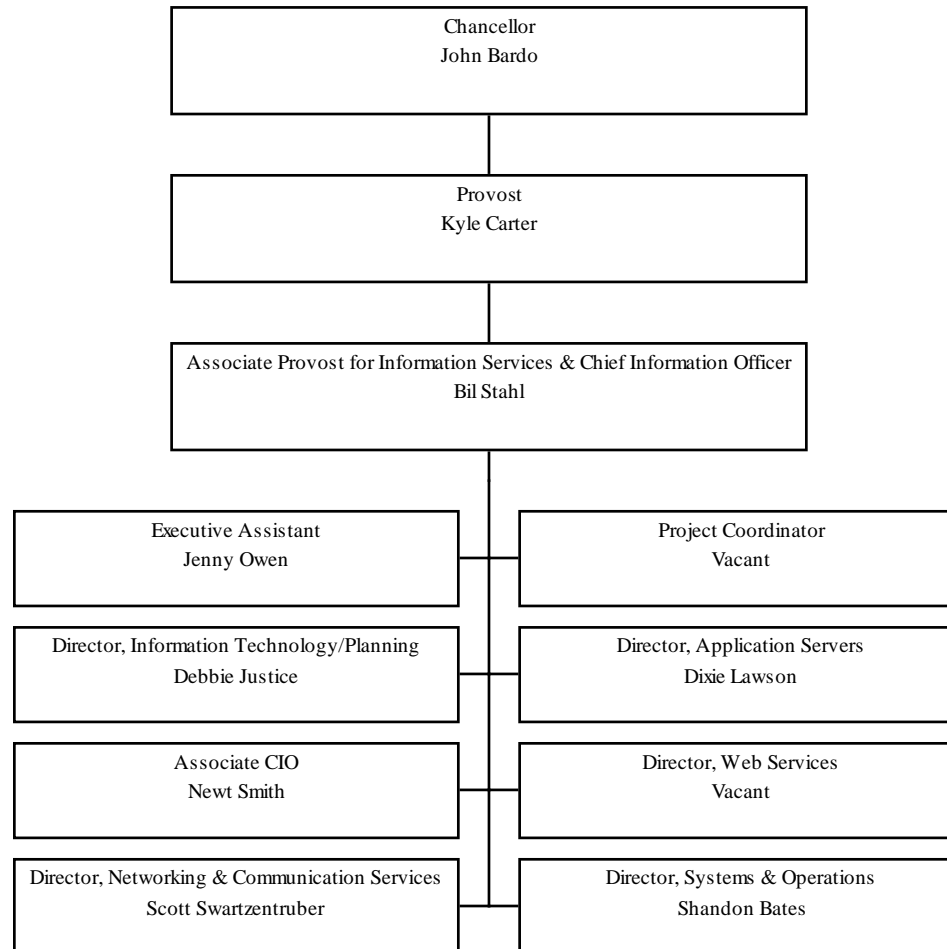 Chancellor
John Bardo
Provost
Kyle Carter
Associate Provost for Information Services & Chief Information Officer
Bil Stahl
Executive Assistant
Jenny Owen
Project Coordinator
Vacant
Director, Information Technology/Planning
Debbie Justice
Director, Application Servers
Dixie Lawson
Associate CIO
Newt Smith
Director, Web Services
Vacant
Director, Networking & Communication Services
Scott Swartzentruber
Director, Systems & Operations
Shandon Bates